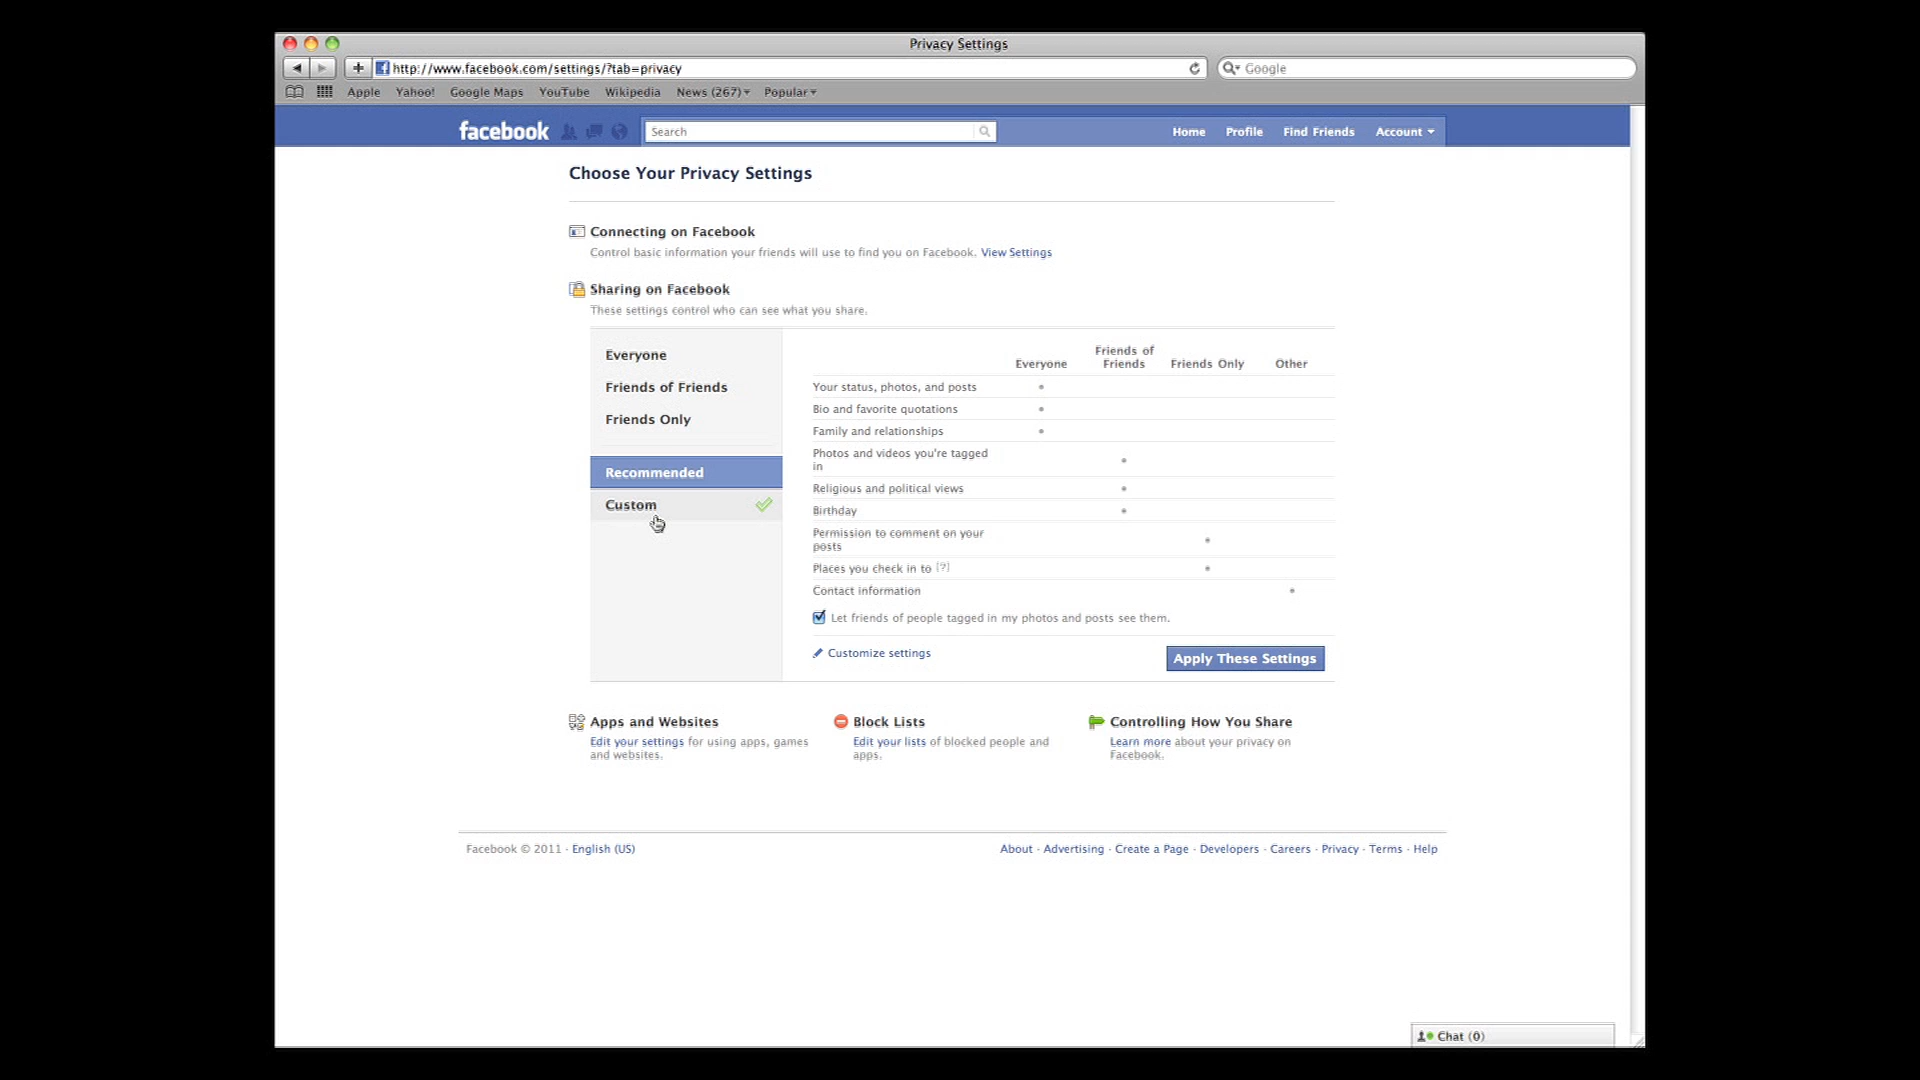 Privacy Settings
http://www.facebook.com/settings/?tab=privacy
Google
Apple Yahoo! Google Maps YouTube Wikipedia News (267) Popular
facebook
Search
Home Profile Find Friends Account
Choose Your Privacy Settings
Connecting on Facebook
Control basic information your friends will use to find you on Facebook. View Settings
Sharing on Facebook
These settings control who can see what you share.
Everyone
Friends of Friends
Friends Only
Recommended
Custom
Everyone
Friends of
Friends
Friends Only
Other
Your status, photos, and posts
Bio and favorite quotations
Family and relationships
Photos and videos you're tagged
in
Religious and political views
Birthday
Permission to comment on your
posts
Places you check in to [?]
Contact information
Let friends of people tagged in my photos and posts see them.
Customize settings
Apply These Settings
Apps and Websites
Edit your settings for using apps, games
and websites.
Block Lists
Edit your lists of blocked people and
apps.
Controlling How You Share
Learn more about your privacy on
Facebook.
Facebook © 2011 · English (US)
About · Advertising · Create a Page · Developers · Careers · Privacy · Terms · Help
Chat (0)